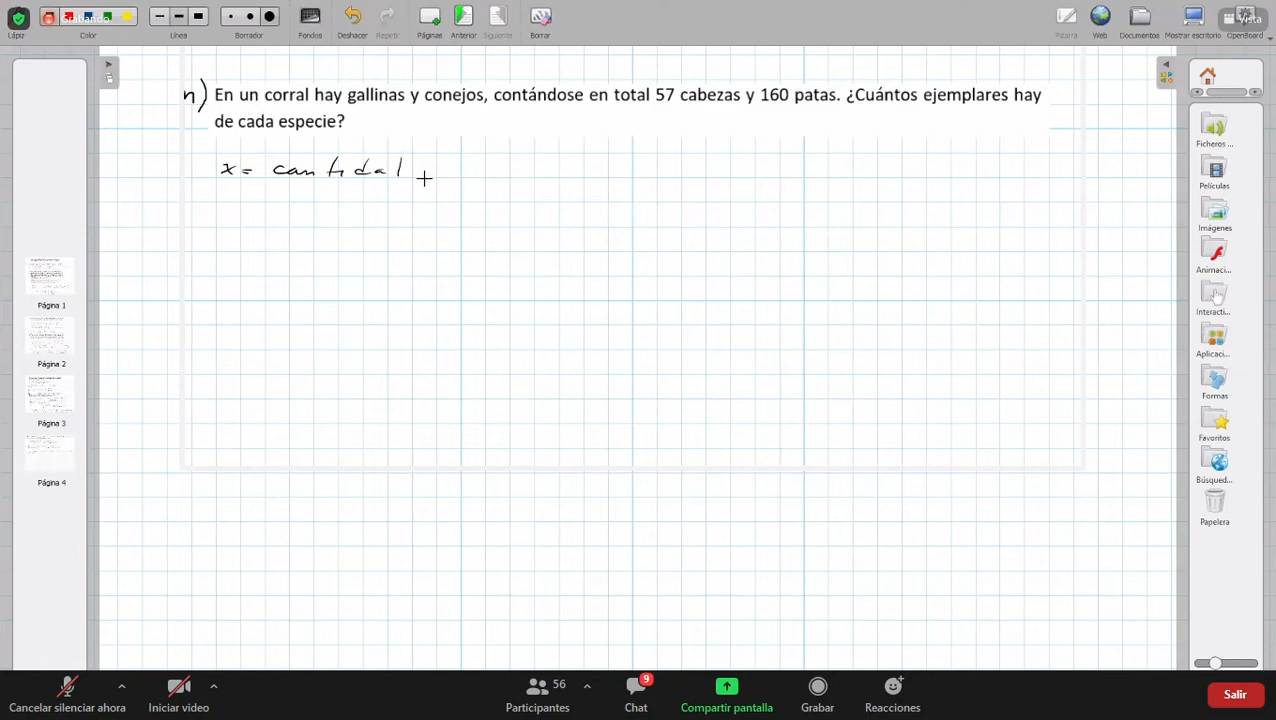 Grabando
Vista
Lápiz
Color
Línea
Borrador
Fondos
Deshacer
Repetir
Páginas
Anterior
Siguiente
Borrar
Pizarra
Web
Documentos
Mostrar escritorio
OpenBoard
n) En un corral hay gallinas y conejos, contándose en total 57 cabezas y 160 patas. ¿Cuántos ejemplares hay
de cada especie?
x = cantidad
Página 1
Página 2
Página 3
Página 4
Ficheros ...
Películas
Imágenes
Animaci...
Interacti...
Aplicaci...
Formas
Favoritos
Búsqued...
Papelera
Cancelar silenciar ahora
Iniciar video
56
Participantes
9
Chat
Compartir pantalla
Grabar
Reacciones
Salir